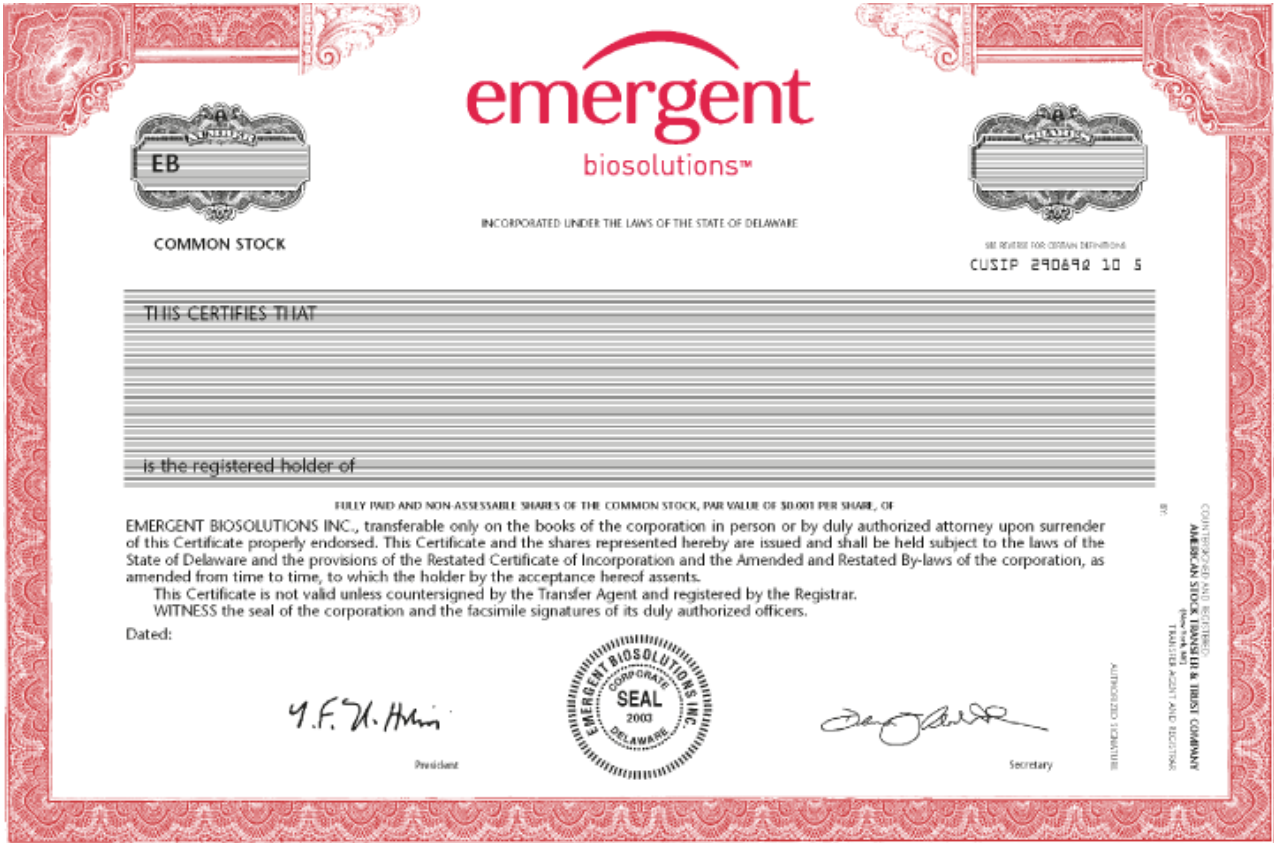 emergent
biosolutions™
NUMBER
EB
SHARES
INCORPORATED UNDER THE LAWS OF THE STATE OF DELAWARE
COMMON STOCK
SEE REVERSE FOR CERTAIN DEFINITIONS
CUSIP 29089Q 10 5
THIS CERTIFIES THAT
is the registered holder of
FULLY PAID AND NON-ASSESSABLE SHARES OF THE COMMON STOCK, PAR VALUE OF $0.001 PER SHARE, OF
EMERGENT BIOSOLUTIONS INC., transferable only on the books of the corporation in person or by duly authorized attorney upon surrender
of this Certificate properly endorsed. This Certificate and the shares represented hereby are issued and shall be held subject to the laws of the
State of Delaware and the provisions of the Restated Certificate of Incorporation and the Amended and Restated By-laws of the corporation, as
amended from time to time, to which the holder by the acceptance hereof assents.
This Certificate is not valid unless countersigned by the Transfer Agent and registered by the Registrar.
WITNESS the seal of the corporation and the facsimile signatures of its duly authorized officers.
Dated:
EMERGENT BIOSOLUTIONS INC.
CORPORATE
SEAL
2003
DELAWARE
President
Secretary
COUNTERSIGNED AND REGISTERED:
AMERICAN STOCK TRANSFER & TRUST COMPANY
(New York, NY)
TRANSFER AGENT AND REGISTRAR
BY:
AUTHORIZED SIGNATURE